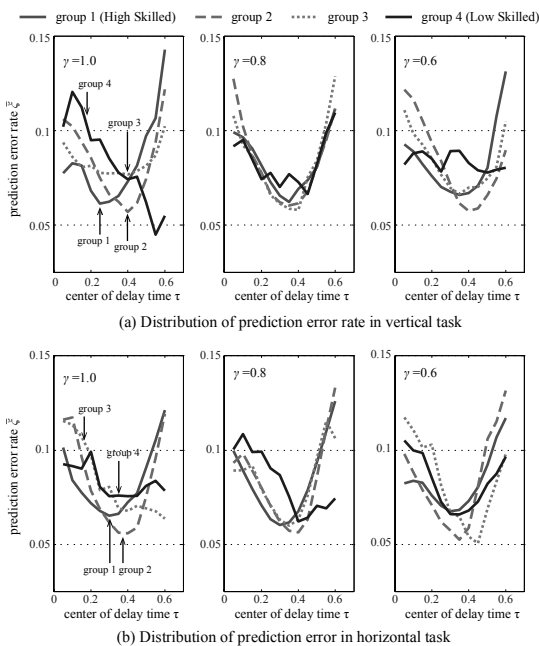 group 1 (High Skilled) group 2 group 3 group 4 (Low Skilled)
0.15 γ=1.0 γ=0.8 γ=0.6
group 4
group 3
0.1 0.1 0.1
prediction error rate ξ̄
0.05 0.05 0.05
group 1 group 2
0 0.2 0.4 0.6 0 0.2 0.4 0.6 0 0.2 0.4 0.6
center of delay time τ center of delay time τ center of delay time τ
(a) Distribution of prediction error rate in vertical task
0.15 0.15 0.15
γ=1.0 γ=0.8 γ=0.6
group 3
group 4
0.1 0.1 0.1
prediction error rate ξ̄
0.05 0.05 0.05
group 1 group 2
0 0.2 0.4 0.6 0 0.2 0.4 0.6 0 0.2 0.4 0.6
center of delay time τ center of delay time τ center of delay time τ
(b) Distribution of prediction error in horizontal task